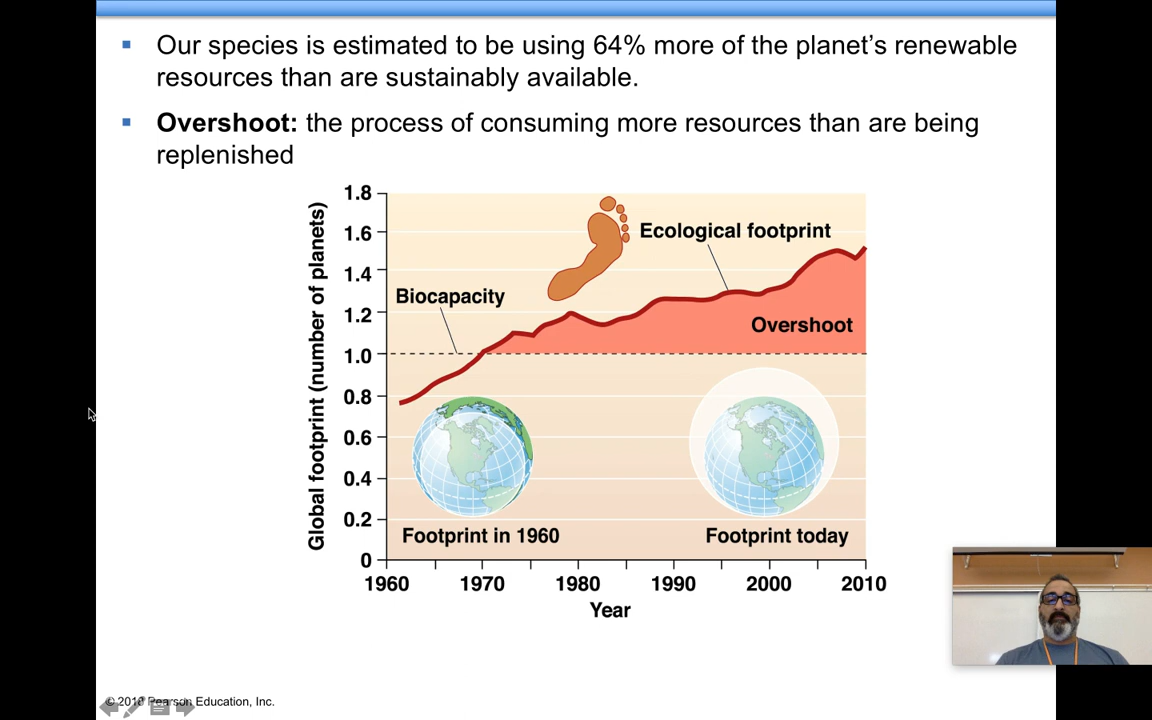 Our species is estimated to be using 64% more of the planet’s renewable
resources than are sustainably available.
Overshoot: the process of consuming more resources than are being
replenished
Global footprint (number of planets)
1.8
1.6
1.4
1.2
1.0
0.8
0.6
0.4
0.2
0
Ecological footprint
Biocapacity
Overshoot
Footprint in 1960
Footprint today
1960 1970 1980 1990 2000 2010
Year
© 2018 Pearson Education, Inc.